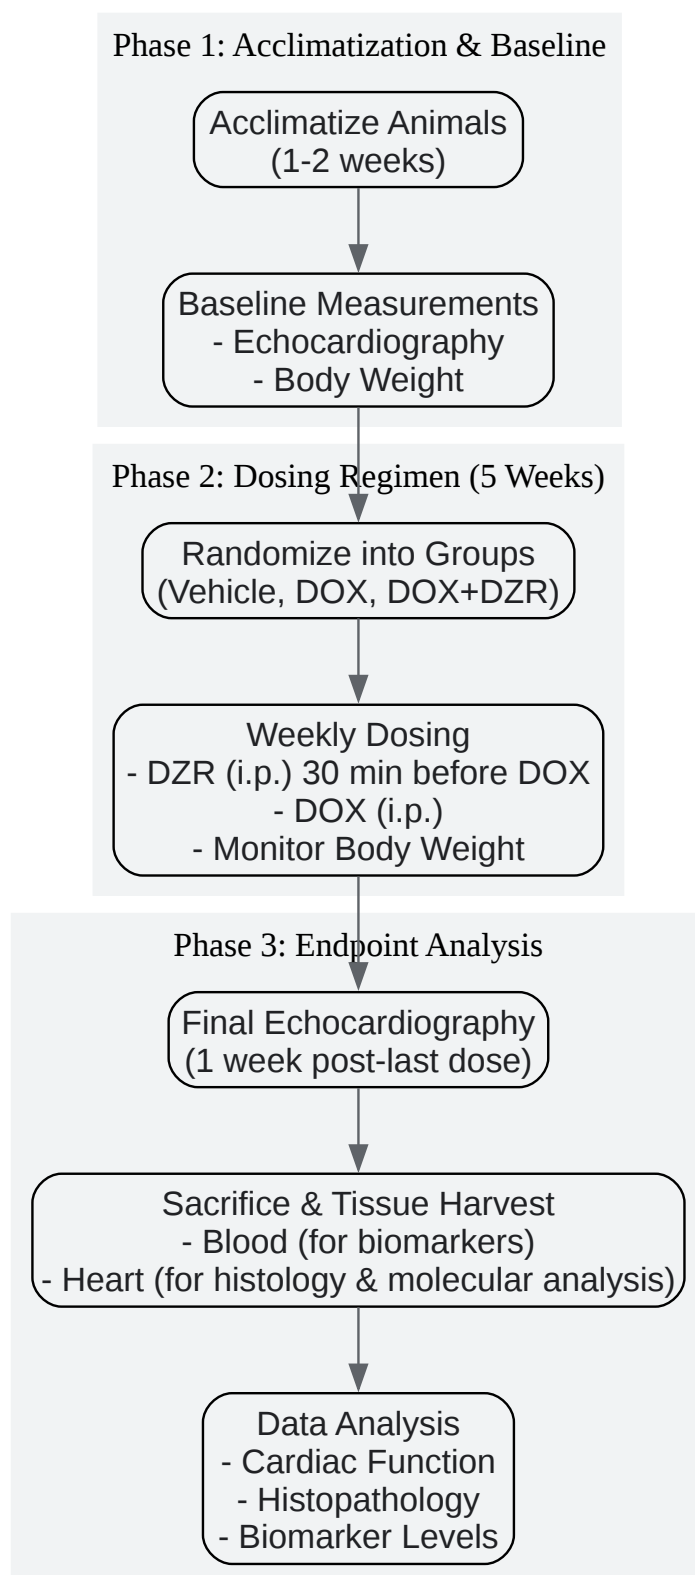 Phase 1: Acclimatization & Baseline
Acclimatize Animals
(1-2 weeks)
Baseline Measurements
- Echocardiography
- Body Weight
Phase 2: Dosing Regimen (5 Weeks)
Randomize into Groups
(Vehicle, DOX, DOX+DZR)
Weekly Dosing
- DZR (i.p.) 30 min before DOX
- DOX (i.p.)
- Monitor Body Weight
Phase 3: Endpoint Analysis
Final Echocardiography
(1 week post-last dose)
Sacrifice & Tissue Harvest
- Blood (for biomarkers)
- Heart (for histology & molecular analysis)
Data Analysis
- Cardiac Function
- Histopathology
- Biomarker Levels